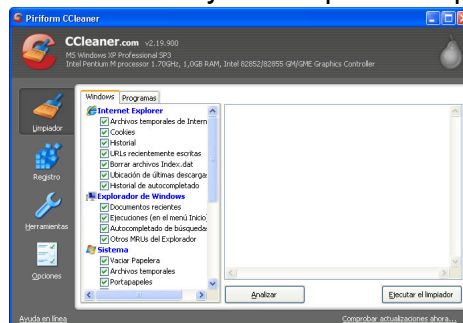 Piriform CCleaner
CCleaner.com v2.19.900
MS Windows XP Professional SP3
Intel Pentium M processor 1.70GHz, 1,0GB RAM, Intel 82852/82855 GM/GME Graphics Controller
Limpiador
Registro
Herramientas
Opciones
Windows Programas
Internet Explorer
Archivos temporales de Intern
Cookies
Historial
URLs recientemente escritas
Borrar archivos Index.dat
Ubicación de últimas descargas
Historial de autocompletado
Explorador de Windows
Documentos recientes
Ejecuciones (en el menú Inicio)
Autocompletado de búsquedas
Otros MRUs del Explorador
Sistema
Vaciar Papelera
Archivos temporales
Portapapeles
Analizar
Ejecutar el limpiador
Ayuda en línea
Comprobar actualizaciones ahora...